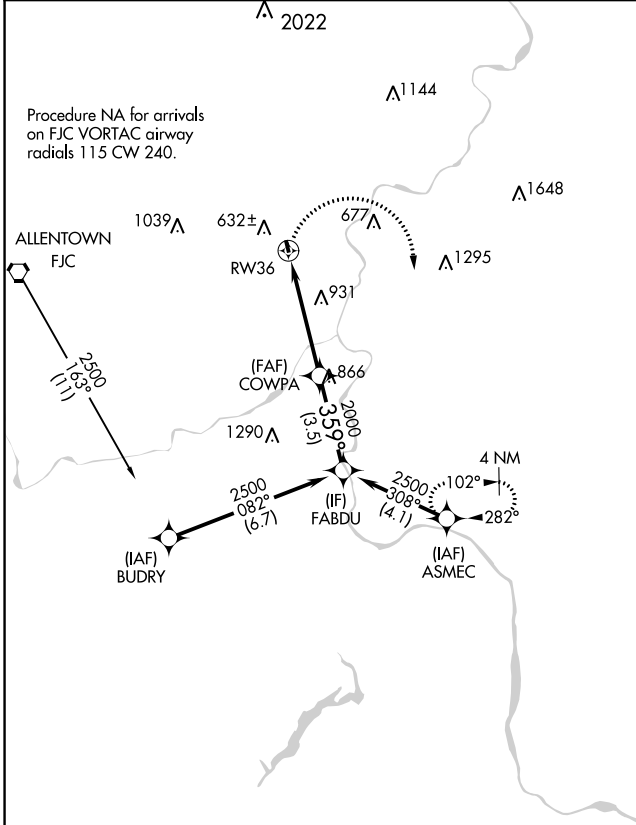 2022
1144
Procedure NA for arrivals
on FJC VORTAC airway
radials 115 CW 240.
1648
1039
632±
677
ALLENTOWN
FJC
RW36
1295
931
2500
163°
(11)
(FAF)
COWPA
866
2000
359°
(3.5)
1290
4 NM
2500
082°
(6.7)
(IF)
FABDU
2500
308°
(4.1)
102°
282°
(IAF)
BUDRY
(IAF)
ASMEC